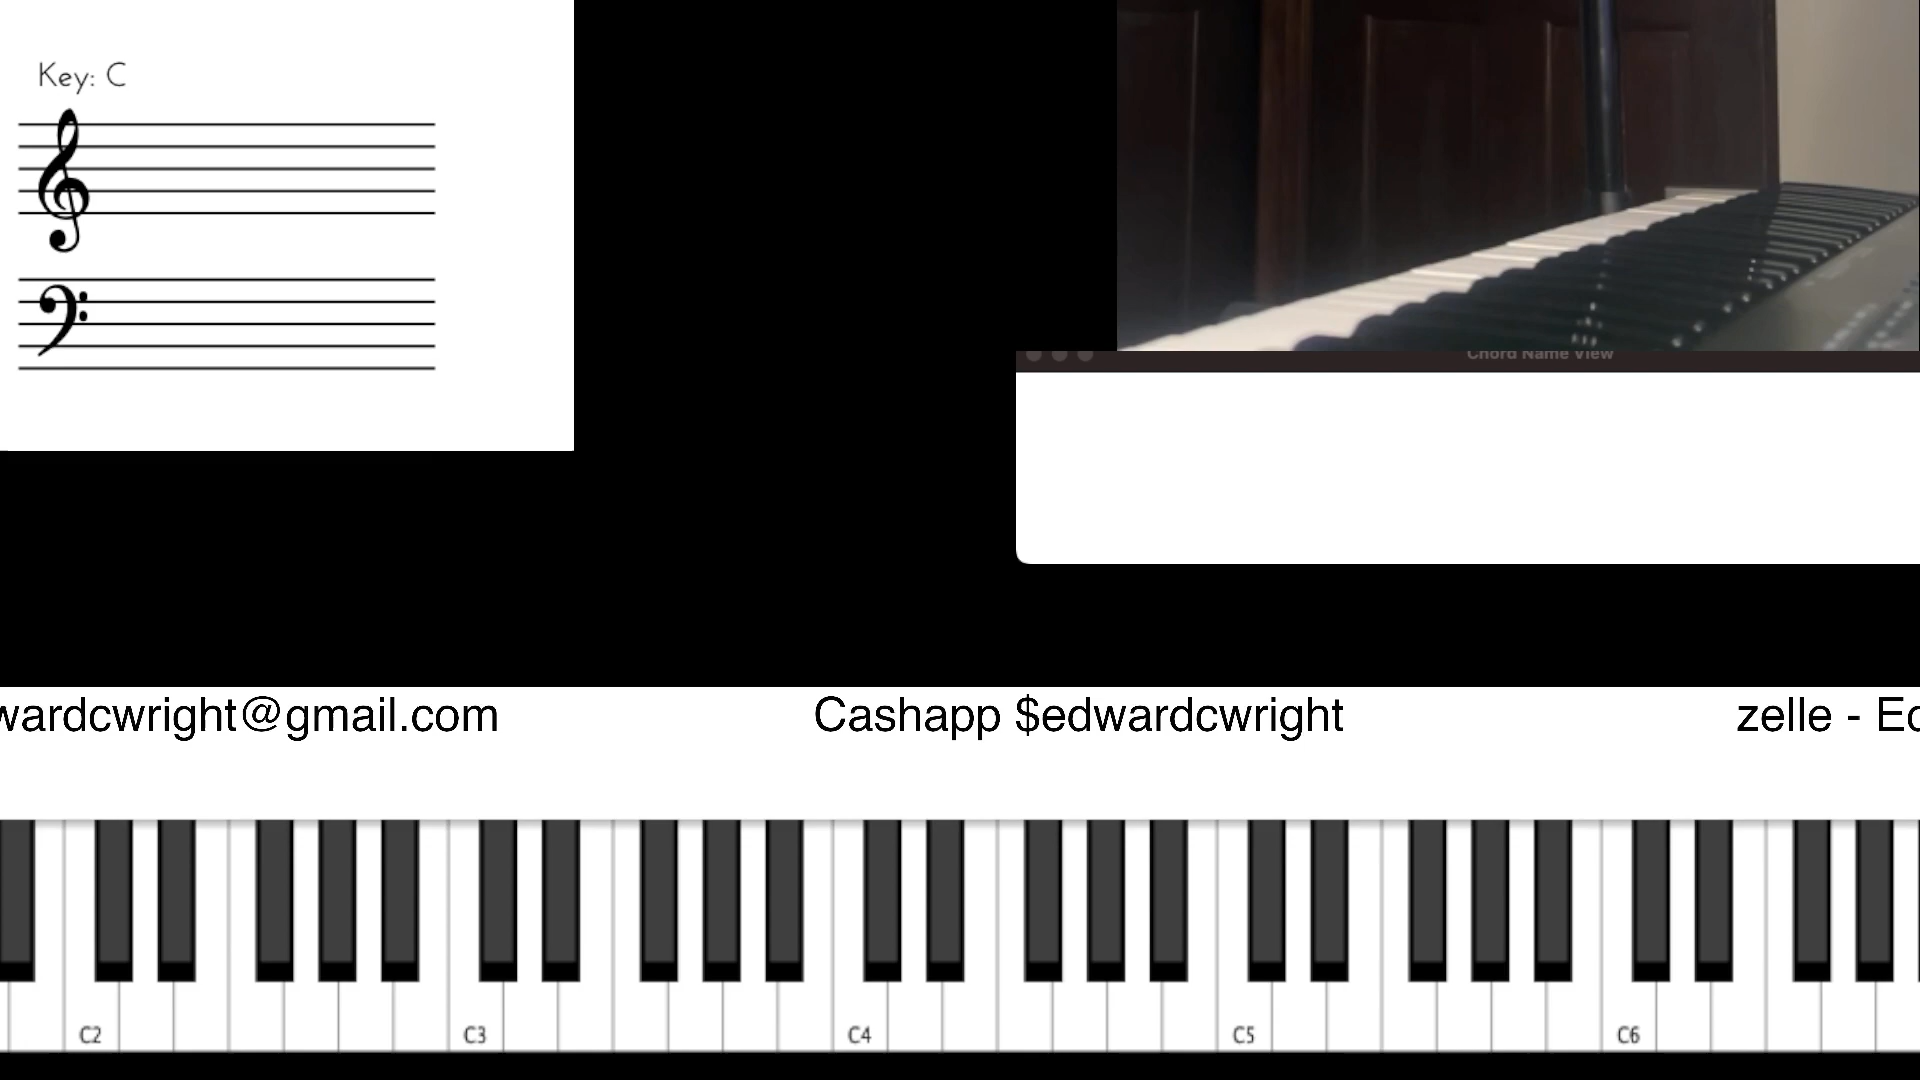 Key: C
Chord Name View
wardcwright@gmail.com
Cashapp $edwardcwright
zelle - Ed
C2
C3
C4
C5
C6